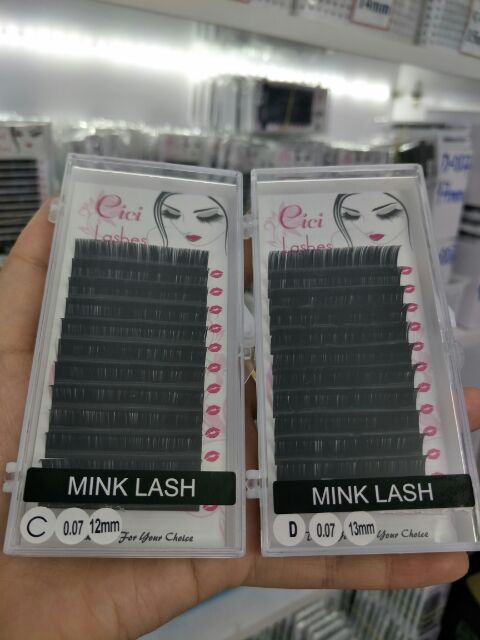 Cici
Lashes
MINK LASH
C 0.07 12mm
For Your Choice
Cici
Lashes
MINK LASH
D 0.07 13mm
For Your Choice